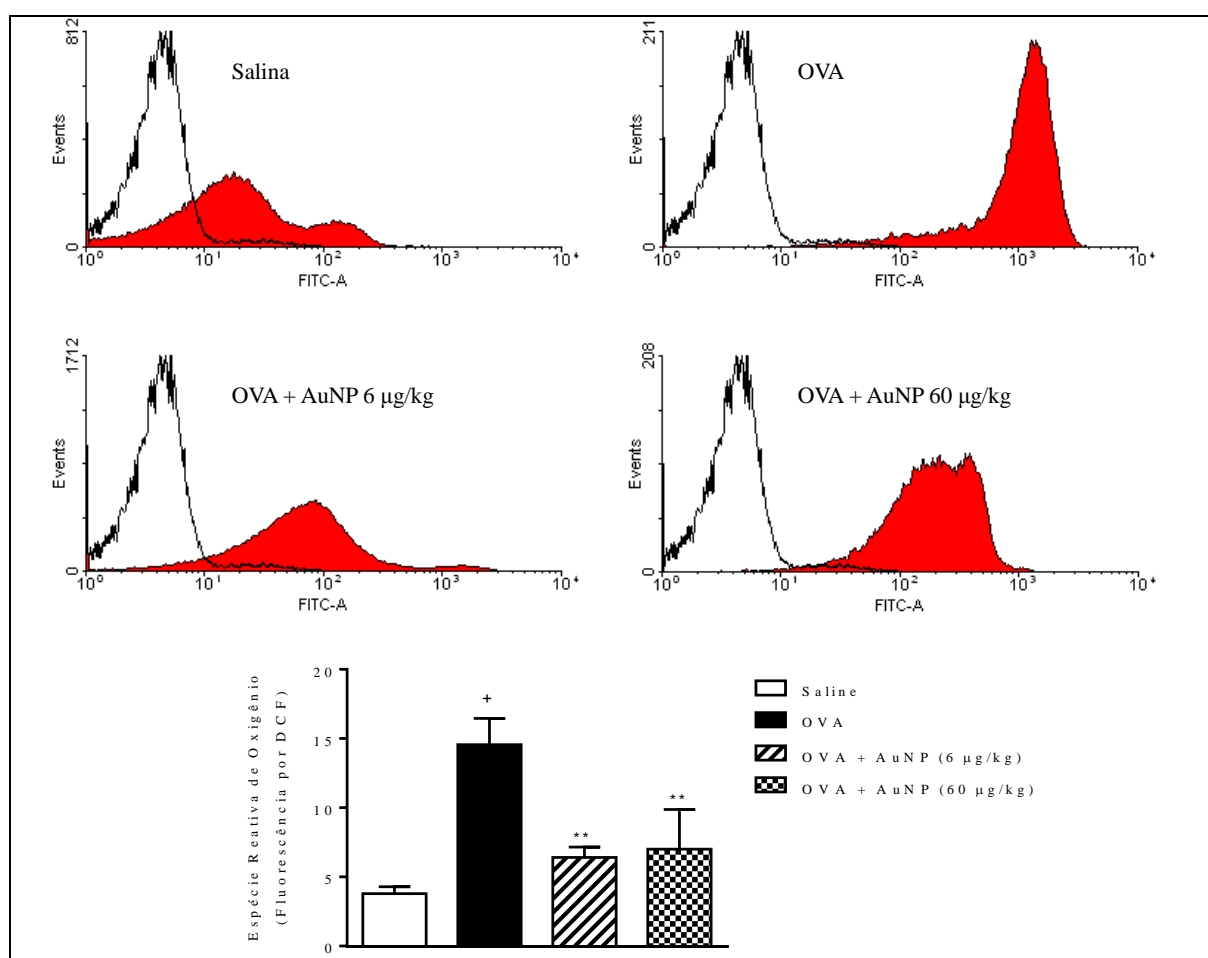 812
Salina
Events
0
10⁰ 10¹ 10² 10³ 10⁴
FITC-A
211
OVA
Events
0
10⁰ 10¹ 10² 10³ 10⁴
FITC-A
1712
OVA + AuNP 6 µg/kg
Events
0
10⁰ 10¹ 10² 10³ 10⁴
FITC-A
208
OVA + AuNP 60 µg/kg
Events
0
10⁰ 10¹ 10² 10³ 10⁴
FITC-A
Espécie Reativa de Oxigênio
(Fluorescência por DCF)
20
15
10
5
0
+
**
**
Saline
OVA
OVA + AuNP (6 µg/kg)
OVA + AuNP (60 µg/kg)